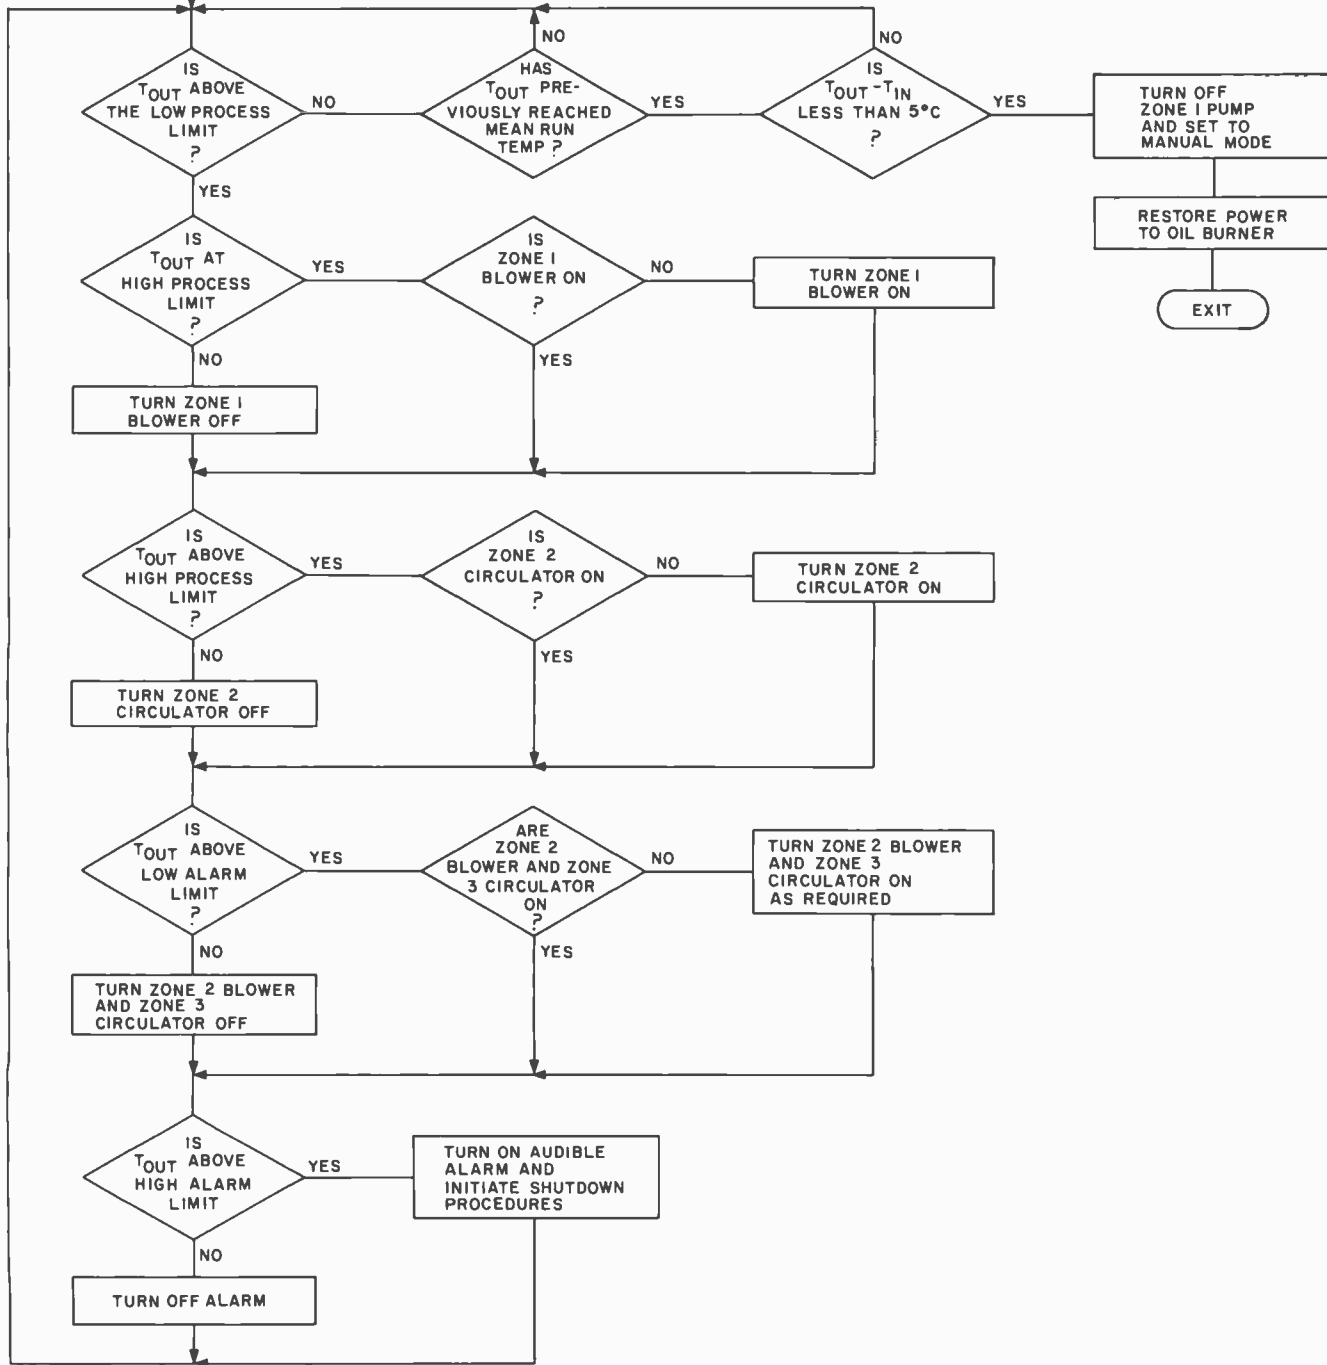 NO
NO
IS
TOUT ABOVE
THE LOW PROCESS
LIMIT
?
NO
HAS
TOUT PRE-
VIOUSLY REACHED
MEAN RUN
TEMP ?
YES
IS
TOUT -TIN
LESS THAN 5°C
?
YES
TURN OFF
ZONE 1 PUMP
AND SET TO
MANUAL MODE
YES
RESTORE POWER
TO OIL BURNER
EXIT
IS
TOUT AT
HIGH PROCESS
LIMIT
?
YES
IS
ZONE 1
BLOWER ON
?
NO
TURN ZONE 1
BLOWER ON
NO
YES
TURN ZONE 1
BLOWER OFF
IS
TOUT ABOVE
HIGH PROCESS
LIMIT
?
YES
IS
ZONE 2
CIRCULATOR ON
?
NO
TURN ZONE 2
CIRCULATOR ON
NO
YES
TURN ZONE 2
CIRCULATOR OFF
IS
TOUT ABOVE
LOW ALARM
LIMIT
?
YES
ARE
ZONE 2
BLOWER AND ZONE
3 CIRCULATOR
ON
?
NO
TURN ZONE 2 BLOWER
AND ZONE 3
CIRCULATOR ON
AS REQUIRED
NO
YES
TURN ZONE 2 BLOWER
AND ZONE 3
CIRCULATOR OFF
IS
TOUT ABOVE
HIGH ALARM
LIMIT
YES
TURN ON AUDIBLE
ALARM AND
INITIATE SHUTDOWN
PROCEDURES
NO
TURN OFF ALARM